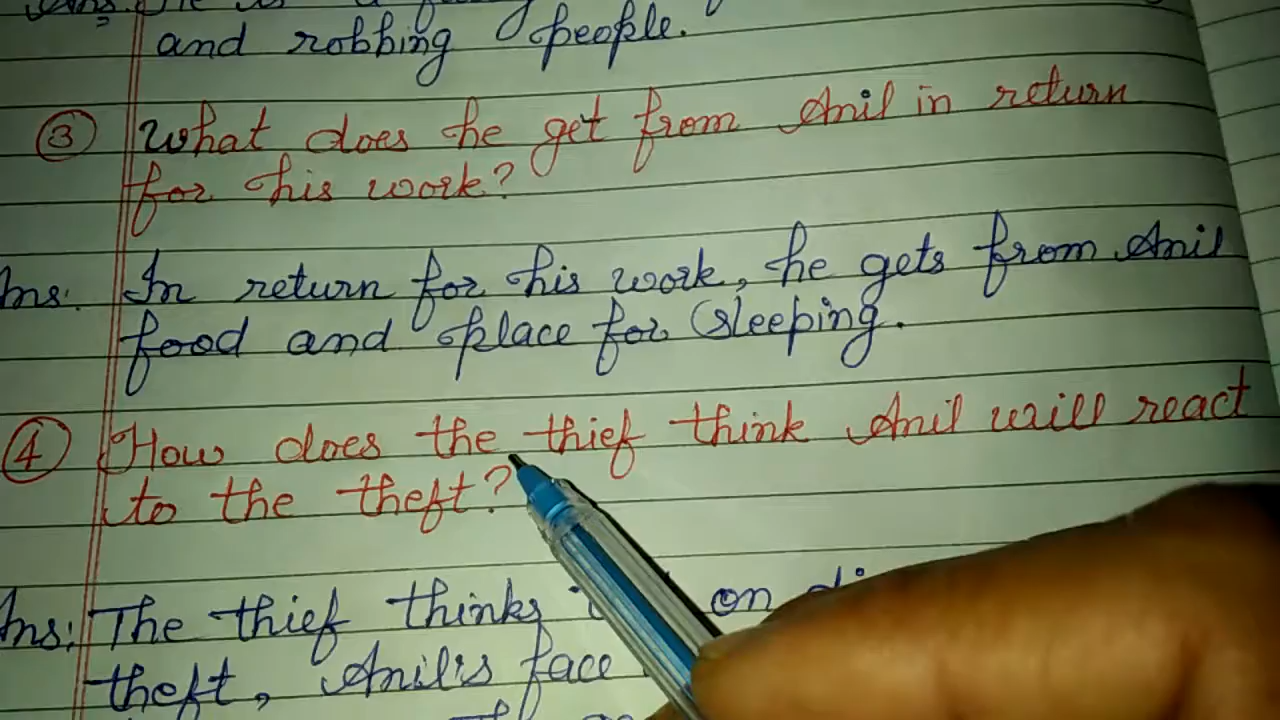 and robbing people.
③ What does he get from Anil in return
for his work?
Ans: In return for his work, he gets from Anil
food and place for sleeping.
④ How does the thief think Anil will react
to the theft?
Ans: The thief thinks on
theft, Anil's face